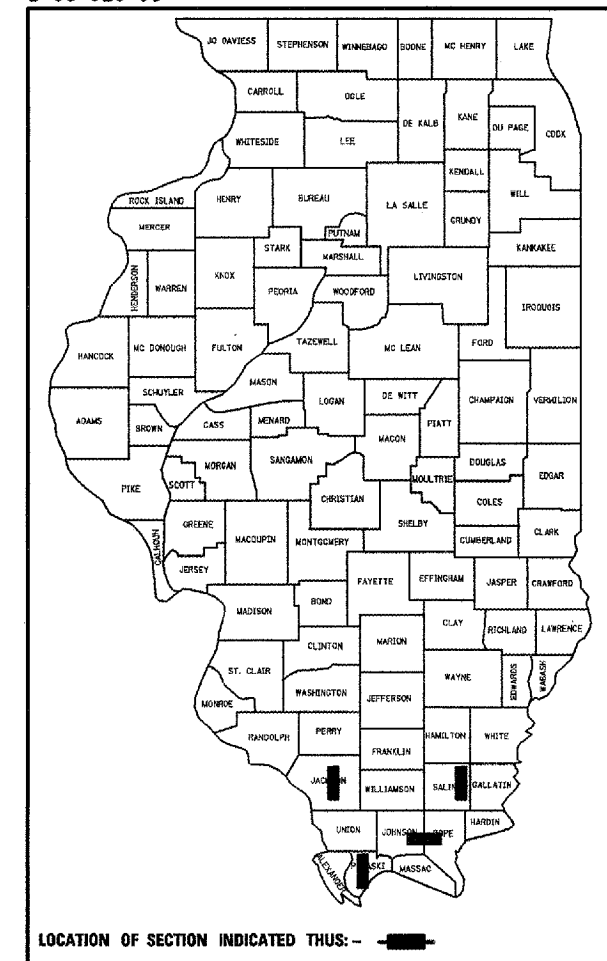 JO DAVIESS STEPHENSON WINNEBAGO BOONE MC HENRY LAKE
CARROLL OGLE DE KALB KANE DU PAGE COOK
WHITESIDE LEE KENDALL WILL
ROCK ISLAND HENRY BUREAU LA SALLE GRUNDY
MERCER STARK PUTNAM KANKAKEE
MARSHALL
HENDERSON WARREN KNOX PEORIA WOODFORD LIVINGSTON IROQUOIS
HANCOCK MC DONOUGH FULTON TAZEWELL MC LEAN FORD
SCHUYLER MASON LOGAN DE WITT CHAMPAIGN VERMILION
ADAMS BROWN CASS MENARD MACON PIATT
PIKE SCOTT MORGAN SANGAMON CHRISTIAN MOULTRIE DOUGLAS EDGAR
COLES
CALHOUN GREENE MACOUPIN MONTGOMERY SHELBY CUMBERLAND CLARK
JERSEY FAYETTE EFFINGHAM JASPER CRAWFORD
MADISON BOND CLAY RICHLAND LAWRENCE
CLINTON MARION
ST. CLAIR WASHINGTON WAYNE EDWARDS WABASH
MONROE JEFFERSON
RANDOLPH PERRY HAMILTON WHITE
FRANKLIN
WILLIAMSON GALLATIN
UNION JOHNSON HARDIN
ALEXANDER MASSAC
LOCATION OF SECTION INDICATED THUS: -